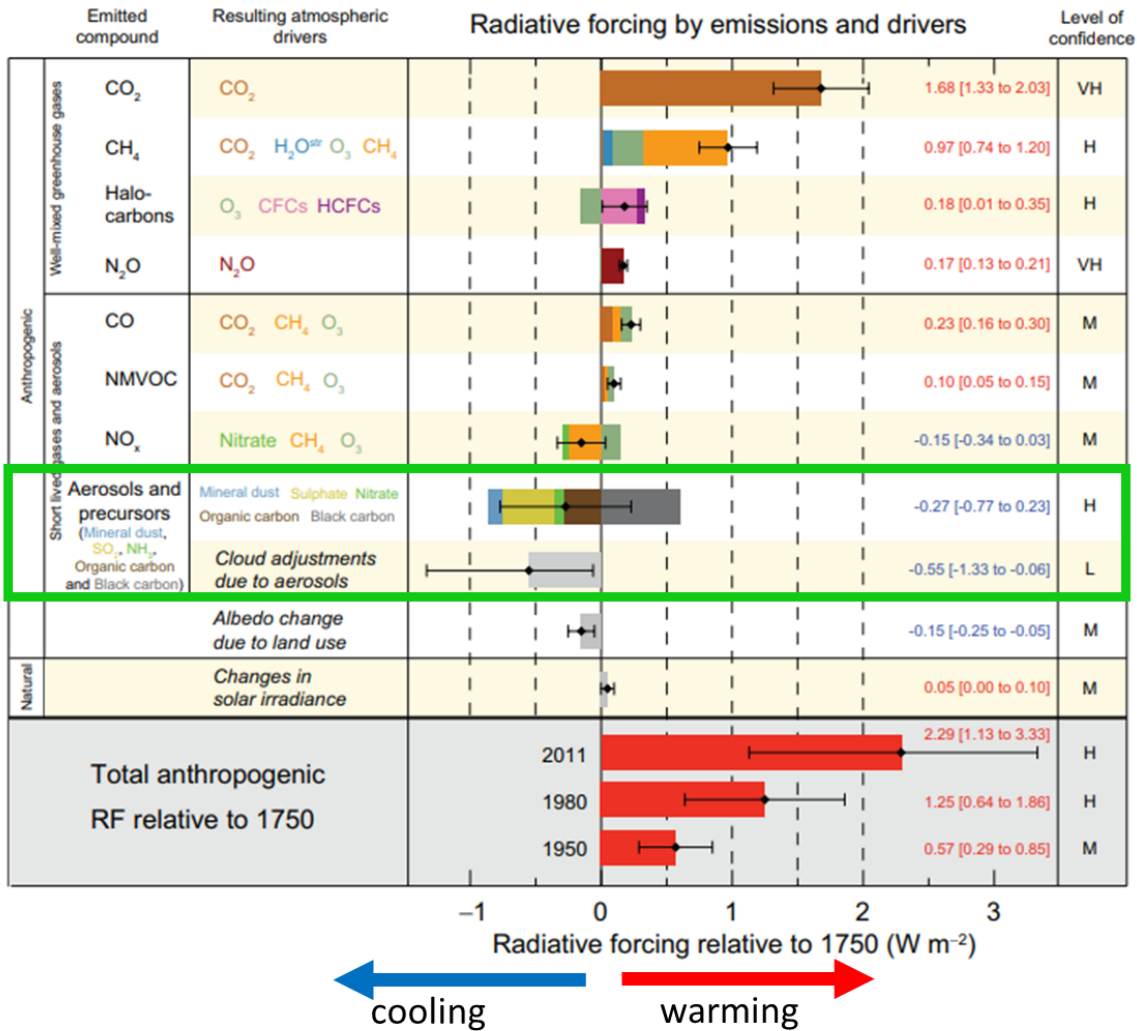 Emitted compound
Resulting atmospheric drivers
Radiative forcing by emissions and drivers
Level of confidence
Anthropogenic
Well-mixed greenhouse gases
CO₂
CO₂
1.68 [1.33 to 2.03]
VH
CH₄
CO₂ H₂Oˢᵗʳ O₃ CH₄
0.97 [0.74 to 1.20]
H
Halo-
carbons
O₃ CFCs HCFCs
0.18 [0.01 to 0.35]
H
N₂O
N₂O
0.17 [0.13 to 0.21]
VH
Short lived gases and aerosols
CO
CO₂ CH₄ O₃
0.23 [0.16 to 0.30]
M
NMVOC
CO₂ CH₄ O₃
0.10 [0.05 to 0.15]
M
NOₓ
Nitrate CH₄ O₃
-0.15 [-0.34 to 0.03]
M
Aerosols and
precursors
(Mineral dust,
SO₂, NH₃,
Organic carbon
and Black carbon)
Mineral dust Sulphate Nitrate
Organic carbon Black carbon
-0.27 [-0.77 to 0.23]
H
Cloud adjustments
due to aerosols
-0.55 [-1.33 to -0.06]
L
Albedo change
due to land use
-0.15 [-0.25 to -0.05]
M
Natural
Changes in
solar irradiance
0.05 [0.00 to 0.10]
M
Total anthropogenic
RF relative to 1750
2011
2.29 [1.13 to 3.33]
H
1980
1.25 [0.64 to 1.86]
H
1950
0.57 [0.29 to 0.85]
M
−1 0 1 2 3
Radiative forcing relative to 1750 (W m⁻²)
cooling
warming